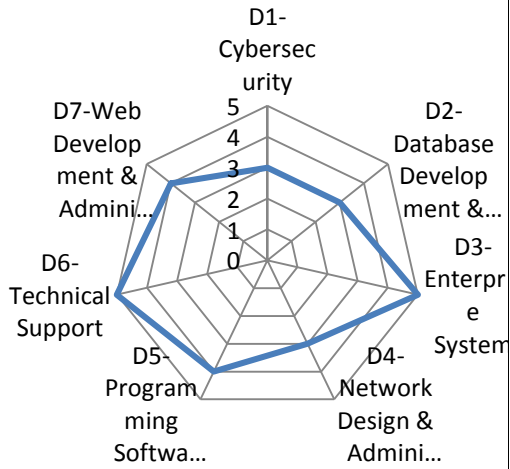 D1-
Cybersec
urity
D2-
Database
Develop
ment &...
D3-
Enterpr
e
System
D4-
Network
Design &
Admini...
D5-
Program
ming
Softwa...
D6-
Technical
Support
D7-Web
Develop
ment &
Admini...
5
4
3
2
1
0